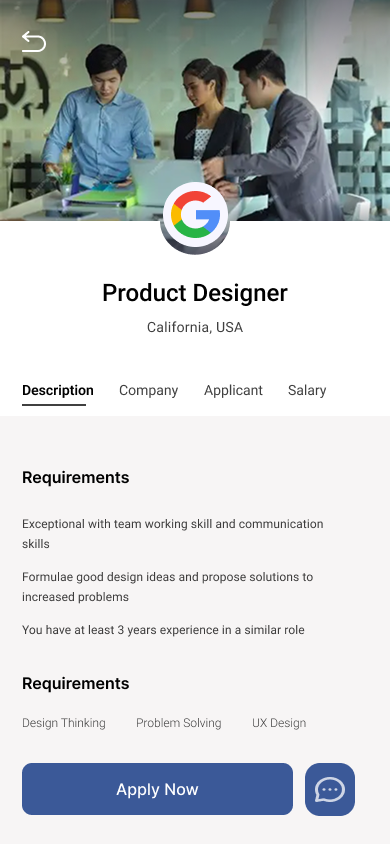 Product Designer
California, USA
Description Company Applicant Salary
Requirements
Exceptional with team working skill and communication
skills
Formulae good design ideas and propose solutions to
increased problems
You have at least 3 years experience in a similar role
Requirements
Design Thinking Problem Solving UX Design
Apply Now